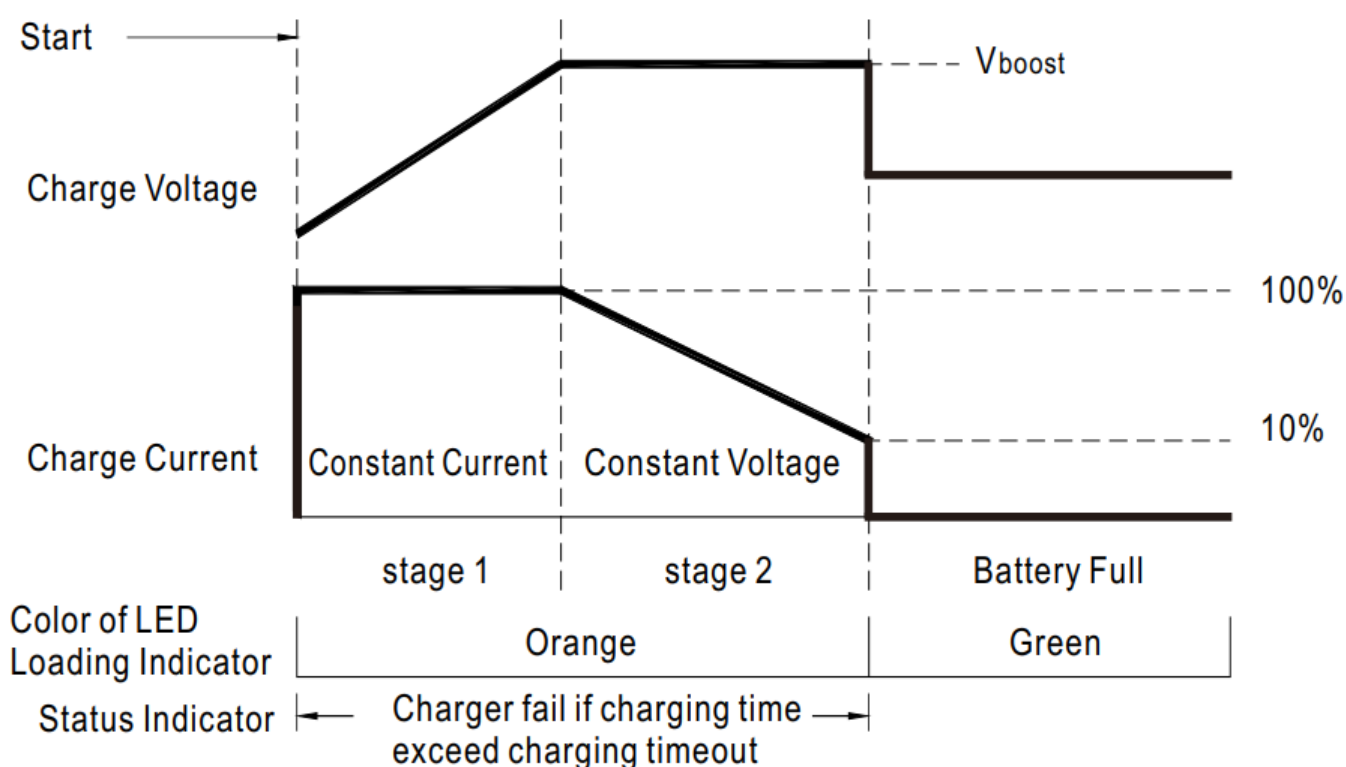 Start
Vboost
Charge Voltage
100%
10%
Charge Current
Constant Current
Constant Voltage
stage 1
stage 2
Battery Full
Color of LED
Loading Indicator
Orange
Green
Status Indicator
Charger fail if charging time
exceed charging timeout